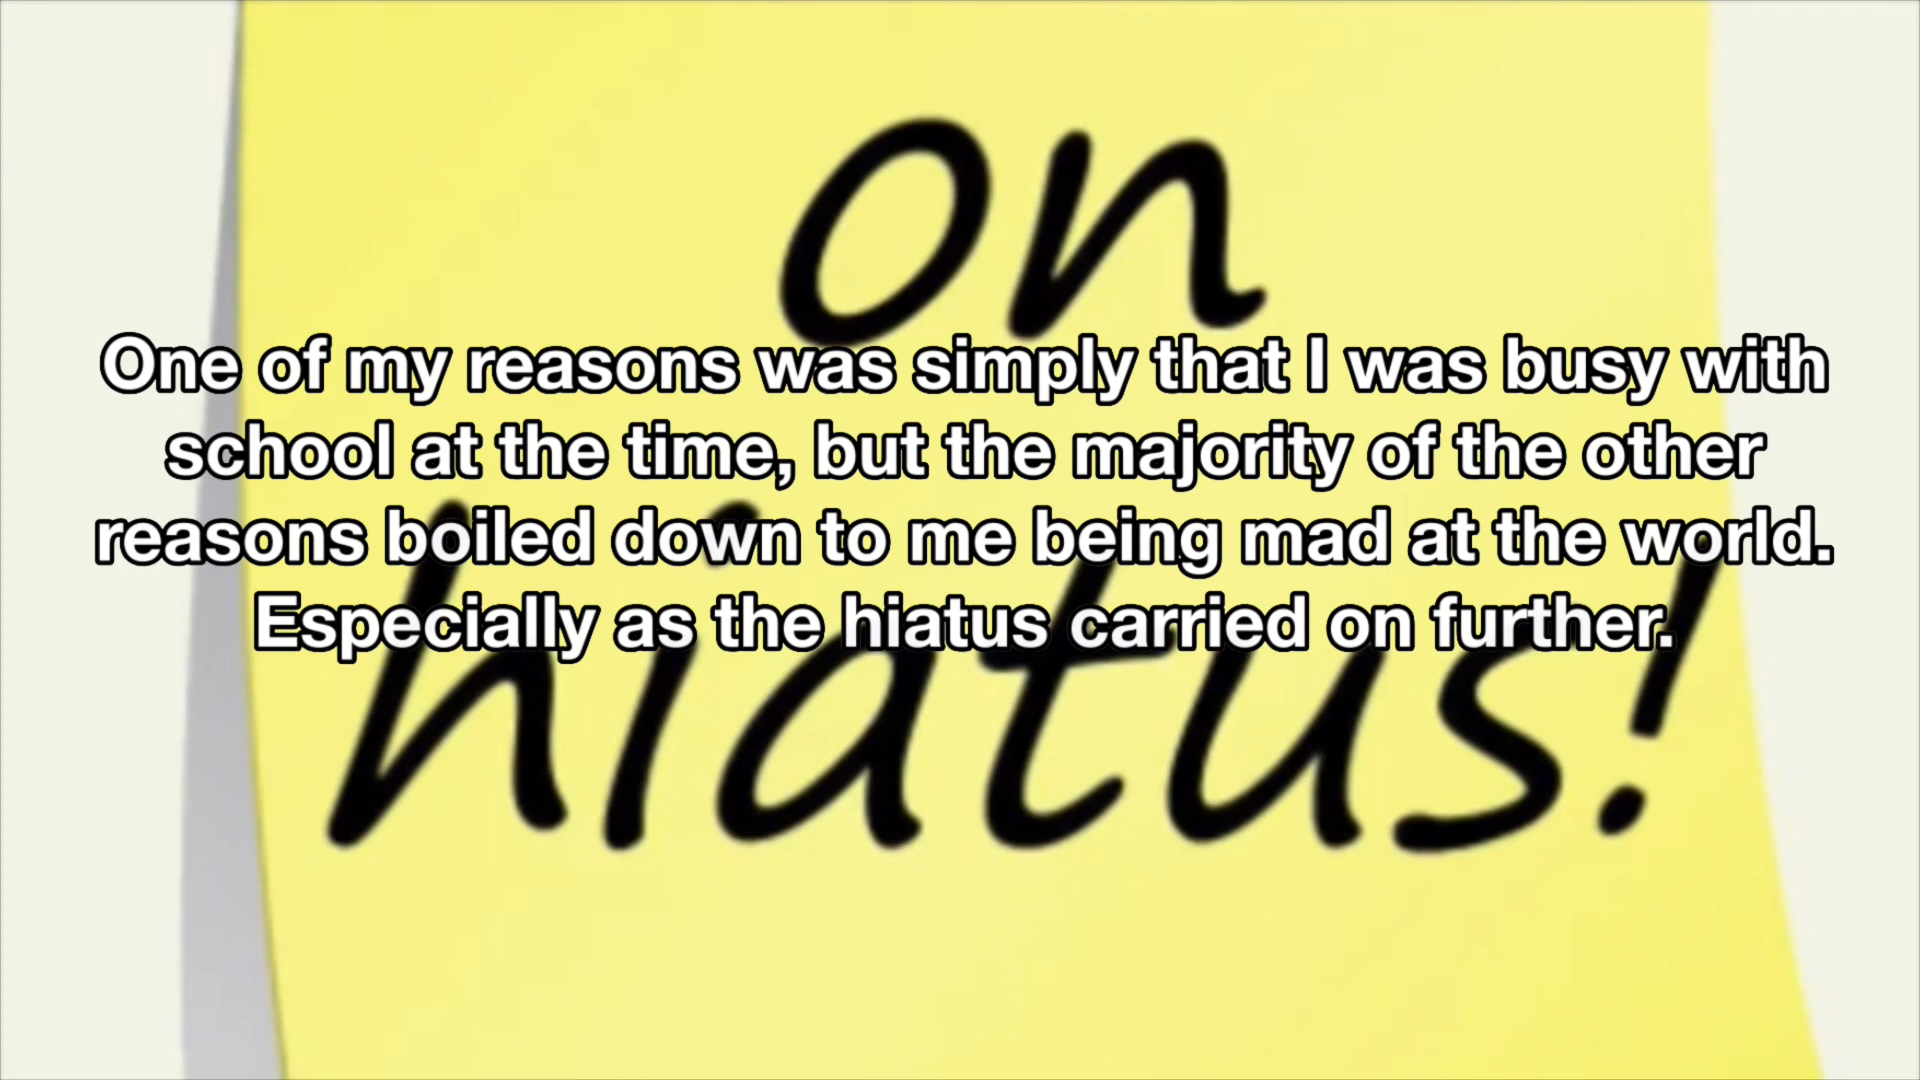 on
One of my reasons was simply that I was busy with
school at the time, but the majority of the other
reasons boiled down to me being mad at the world.
Especially as the hiatus carried on further.
hiatus!